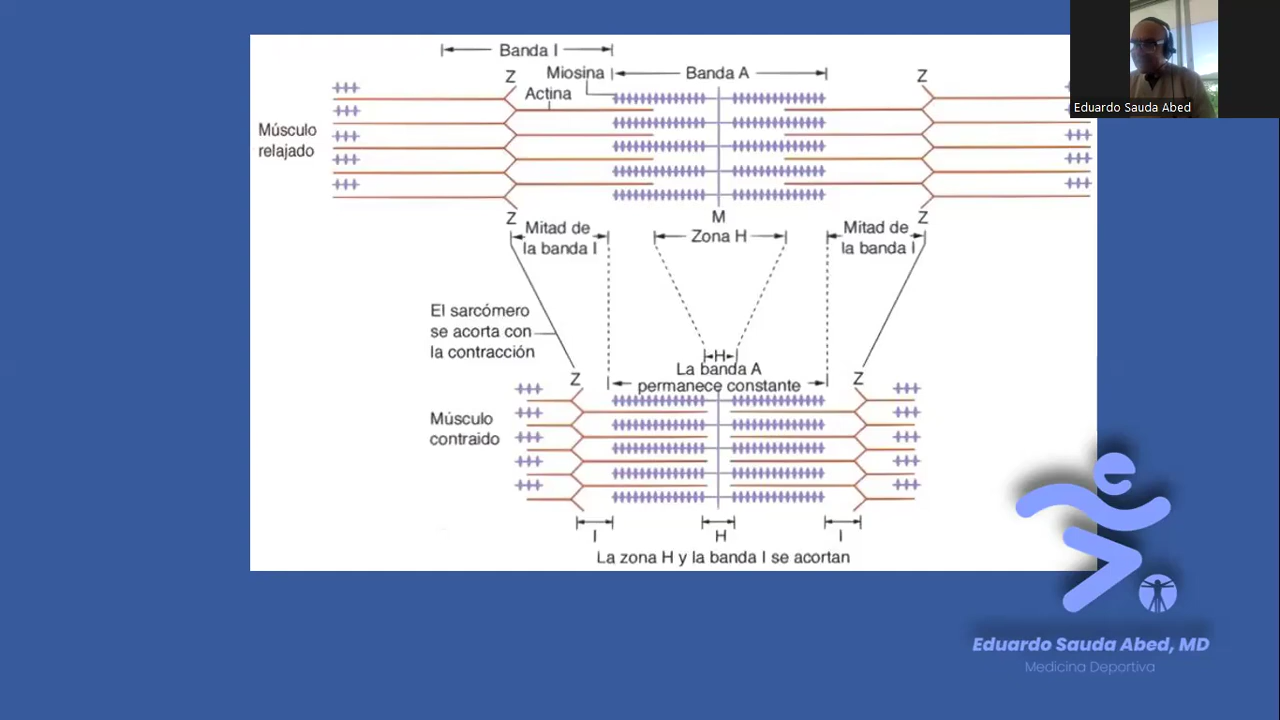 Banda I
Miosina
Banda A
Z
Z
Actina
Eduardo Sauda Abed
Músculo
relajado
Z
M
Z
Mitad de
la banda I
Zona H
Mitad de
la banda I
El sarcómero
se acorta con
la contracción
H
La banda A
permanece constante
Z
Z
Músculo
contraido
I
H
I
La zona H y la banda I se acortan
Eduardo Sauda Abed, MD
Medicina Deportiva